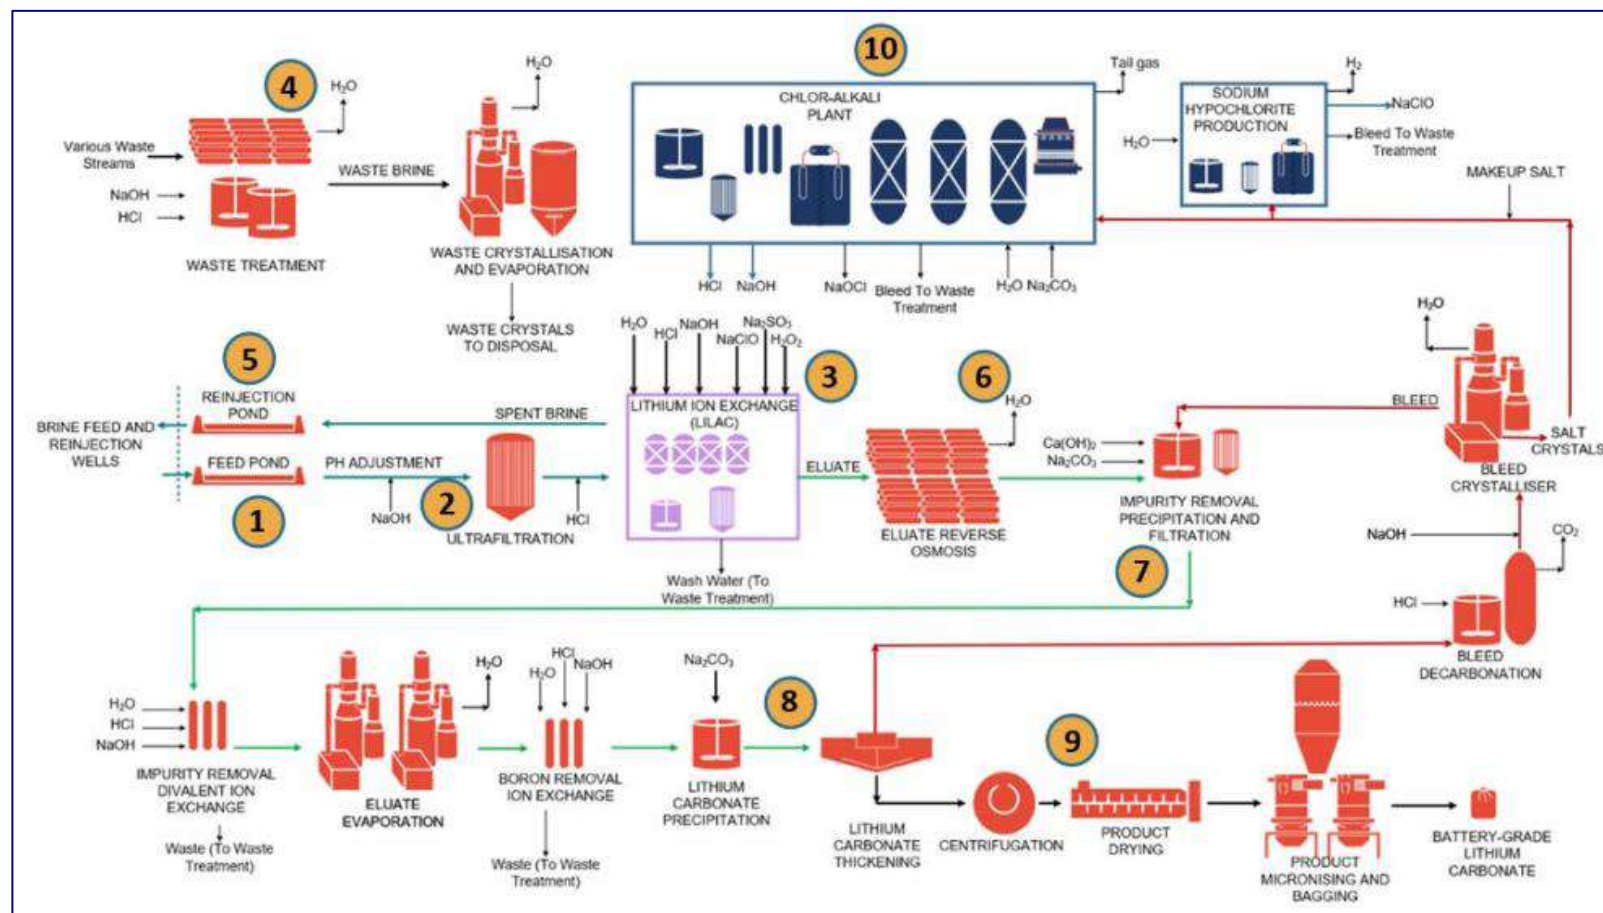 10
4
H₂O
Various Waste
Streams
NaOH
HCl
WASTE TREATMENT
WASTE BRINE
H₂O
WASTE CRYSTALLISATION
AND EVAPORATION
WASTE CRYSTALS
TO DISPOSAL
CHLOR-ALKALI
PLANT
Tail gas
HCl
NaOH
NaOCl
Bleed To Waste
Treatment
H₂O
Na₂CO₃
SODIUM
HYPOCHLORITE
PRODUCTION
H₂O
H₂
NaClO
Bleed To Waste
Treatment
MAKEUP SALT
5
REINJECTION
POND
BRINE FEED AND
REINJECTION
WELLS
FEED POND
1
SPENT BRINE
PH ADJUSTMENT
NaOH
2
ULTRAFILTRATION
HCl
H₂O
HCl
NaOH
NaClO
Na₂SO₃
H₂O₂
3
LITHIUM ION EXCHANGE
(LILAC)
Wash Water (To
Waste Treatment)
ELUATE
6
H₂O
ELUATE REVERSE
OSMOSIS
Ca(OH)₂
Na₂CO₃
IMPURITY REMOVAL
PRECIPITATION AND
FILTRATION
7
BLEED
H₂O
SALT
CRYSTALS
BLEED
CRYSTALLISER
NaOH
CO₂
HCl
BLEED
DECARBONATION
H₂O
HCl
NaOH
IMPURITY REMOVAL
DIVALENT ION
EXCHANGE
Waste (To Waste
Treatment)
H₂O
ELUATE
EVAPORATION
H₂O
HCl
NaOH
BORON REMOVAL
ION EXCHANGE
Waste (To Waste
Treatment)
Na₂CO₃
LITHIUM
CARBONATE
PRECIPITATION
8
LITHIUM
CARBONATE
THICKENING
CENTRIFUGATION
9
PRODUCT
DRYING
PRODUCT
MICRONISING AND
BAGGING
BATTERY-GRADE
LITHIUM
CARBONATE